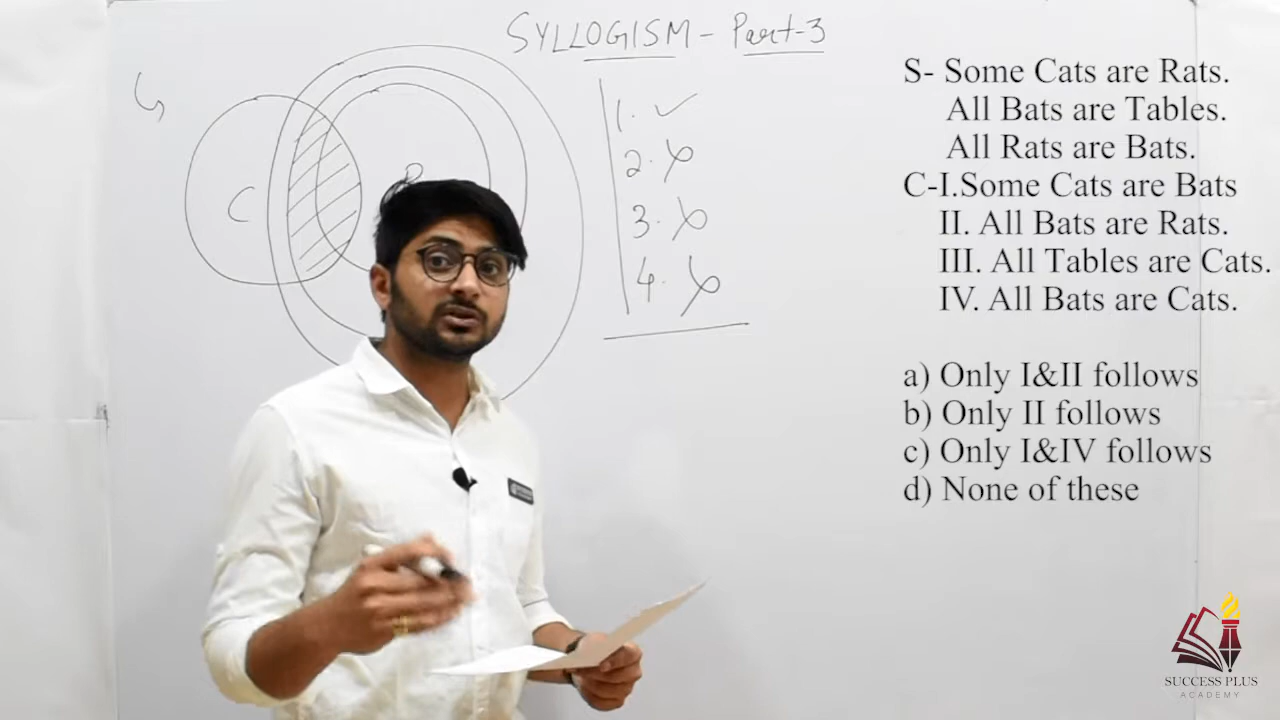 SYLLOGISM - Part-3
1. ✓
2. ✗
3. ✗
4. ✗
C
R
S- Some Cats are Rats.
All Bats are Tables.
All Rats are Bats.
C-I.Some Cats are Bats
II. All Bats are Rats.
III. All Tables are Cats.
IV. All Bats are Cats.
a) Only I&II follows
b) Only II follows
c) Only I&IV follows
d) None of these
SUCCESS PLUS
ACADEMY